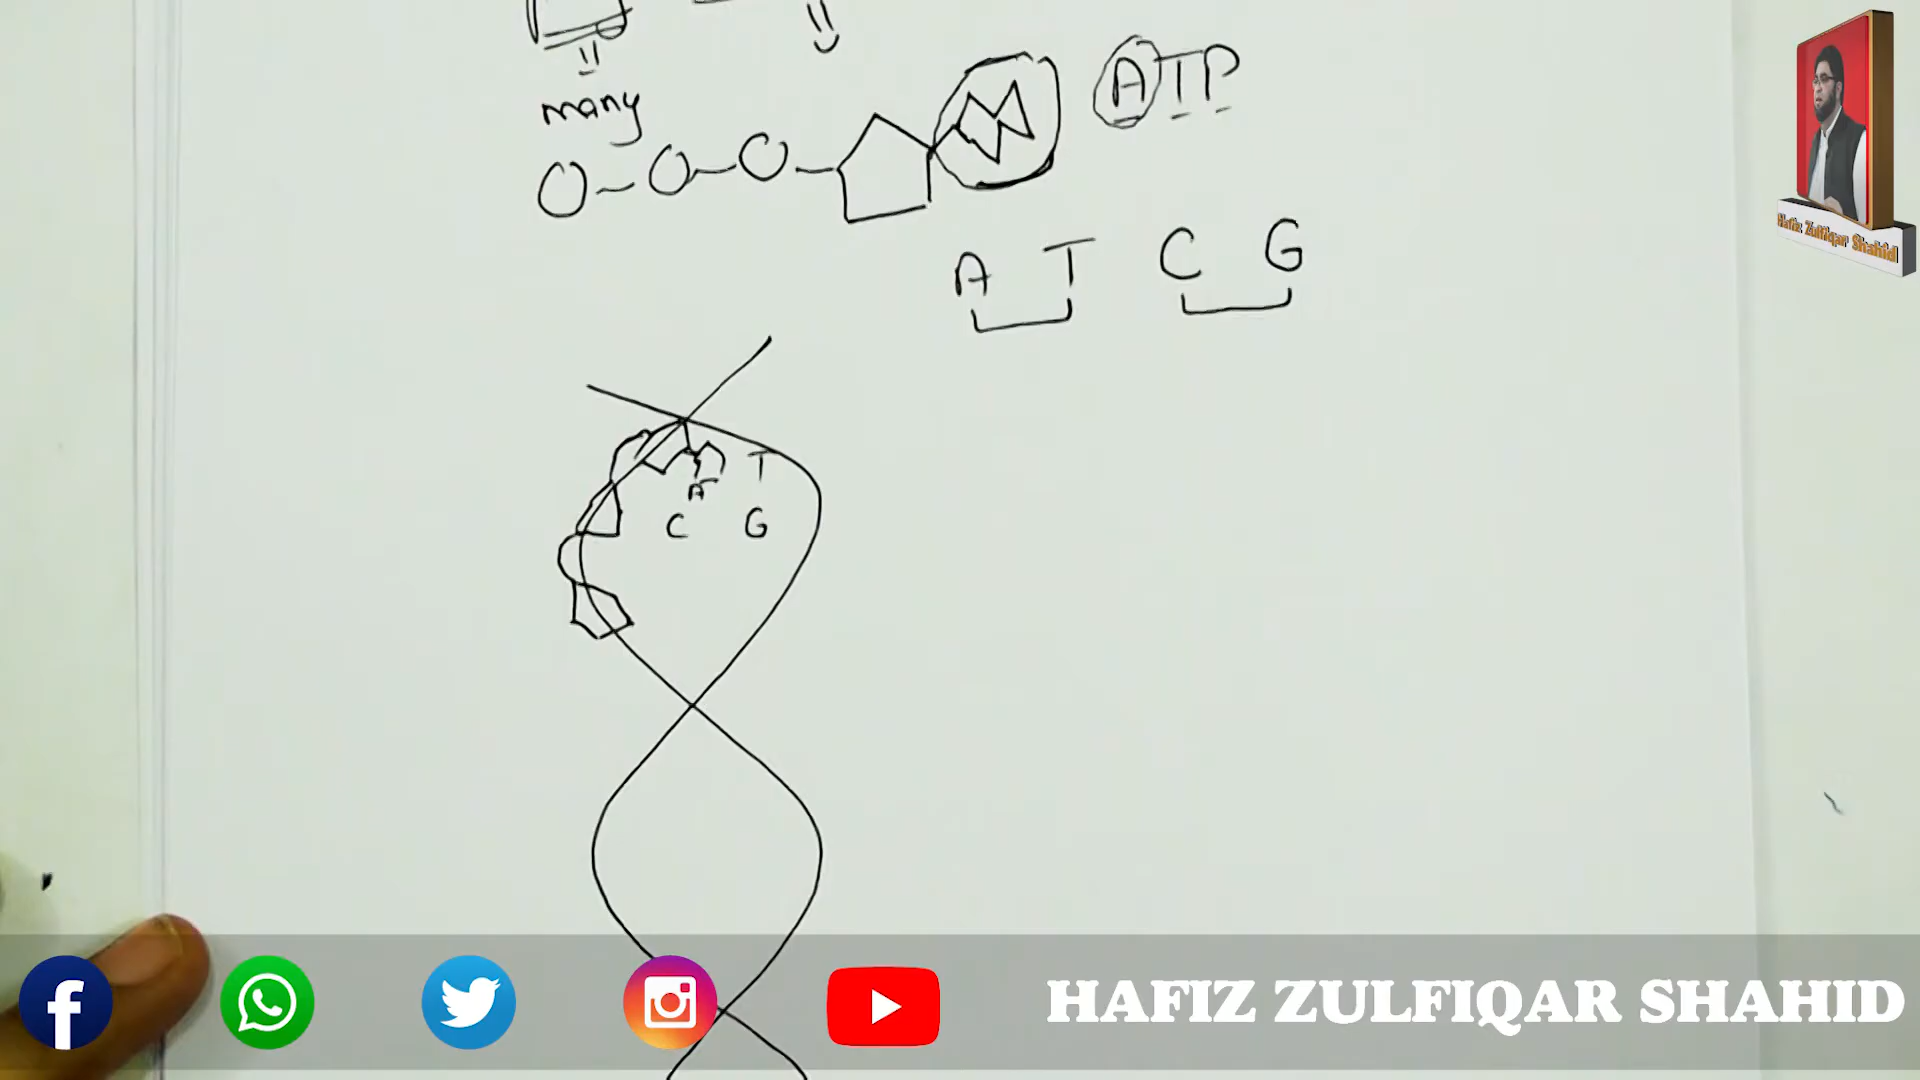 many
ATP
A T C G
T
A
C G
Hafiz Zulfiqar Shahid
HAFIZ ZULFIQAR SHAHID